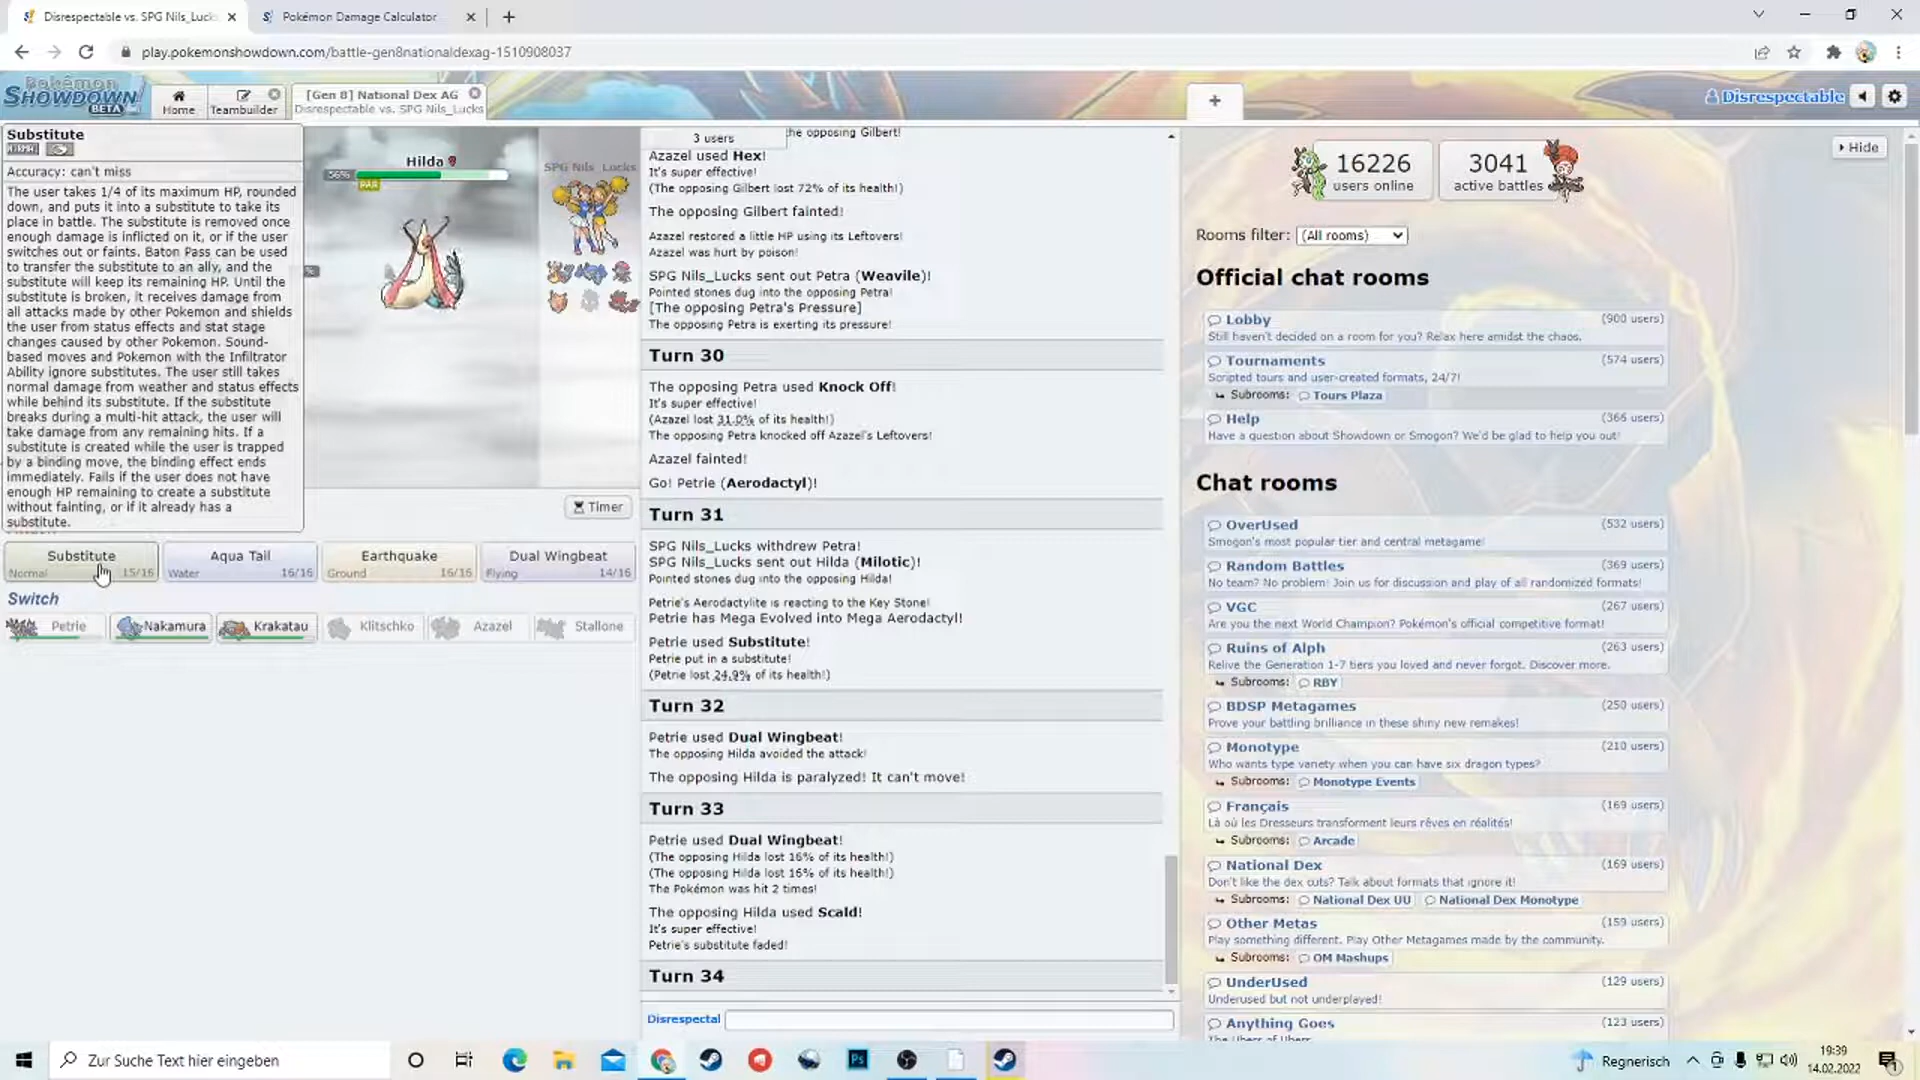 Disrespectable vs. SPG Nils_Luck
Pokémon Damage Calculator
play.pokemonshowdown.com/battle-gen8nationaldexag-1510908037
Pokémon
SHOWDOWN
BETA
Home
Teambuilder
[Gen 8] National Dex AG
Disrespectable vs. SPG Nils_Lucks
Disrespectable
Substitute
Accuracy: can't miss
The user takes 1/4 of its maximum HP, rounded
down, and puts it into a substitute to take its
place in battle. The substitute is removed once
enough damage is inflicted on it, or if the user
switches out or faints. Baton Pass can be used
to transfer the substitute to an ally, and the
substitute will keep its remaining HP. Until the
substitute is broken, it receives damage from
all attacks made by other Pokemon and shields
the user from status effects and stat stage
changes caused by other Pokemon. Sound-
based moves and Pokemon with the Infiltrator
Ability ignore substitutes. The user still takes
normal damage from weather and status effects
while behind its substitute. If the substitute
breaks during a multi-hit attack, the user will
take damage from any remaining hits. If a
substitute is created while the user is trapped
by a binding move, the binding effect ends
immediately. Fails if the user does not have
enough HP remaining to create a substitute
without fainting, or if it already has a
substitute.
Hilda
56%
PAR
SPG Nils_Lucks
Timer
Substitute
Normal 15/16
Aqua Tail
Water 16/16
Earthquake
Ground 16/16
Dual Wingbeat
Flying 14/16
Switch
Petrie
Nakamura
Krakatau
Klitschko
Azazel
Stallone
3 users
the opposing Gilbert!
Azazel used Hex!
It's super effective!
(The opposing Gilbert lost 72% of its health!)
The opposing Gilbert fainted!
Azazel restored a little HP using its Leftovers!
Azazel was hurt by poison!
SPG Nils_Lucks sent out Petra (Weavile)!
Pointed stones dug into the opposing Petra!
[The opposing Petra's Pressure]
The opposing Petra is exerting its pressure!
Turn 30
The opposing Petra used Knock Off!
It's super effective!
(Azazel lost 31.0% of its health!)
The opposing Petra knocked off Azazel's Leftovers!
Azazel fainted!
Go! Petrie (Aerodactyl)!
Turn 31
SPG Nils_Lucks withdrew Petra!
SPG Nils_Lucks sent out Hilda (Milotic)!
Pointed stones dug into the opposing Hilda!
Petrie's Aerodactylite is reacting to the Key Stone!
Petrie has Mega Evolved into Mega Aerodactyl!
Petrie used Substitute!
Petrie put in a substitute!
(Petrie lost 24.9% of its health!)
Turn 32
Petrie used Dual Wingbeat!
The opposing Hilda avoided the attack!
The opposing Hilda is paralyzed! It can't move!
Turn 33
Petrie used Dual Wingbeat!
(The opposing Hilda lost 16% of its health!)
(The opposing Hilda lost 16% of its health!)
The Pokémon was hit 2 times!
The opposing Hilda used Scald!
It's super effective!
Petrie's substitute faded!
Turn 34
Disrespectal
16226
users online
3041
active battles
Hide
Rooms filter: (All rooms)
Official chat rooms
Lobby (900 users)
Still haven't decided on a room for you? Relax here amidst the chaos.
Tournaments (574 users)
Scripted tours and user-created formats, 24/7!
Subrooms: Tours Plaza
Help (366 users)
Have a question about Showdown or Smogon? We'd be glad to help you out!
Chat rooms
OverUsed (532 users)
Smogon's most popular tier and central metagame!
Random Battles (369 users)
No team? No problem! Join us for discussion and play of all randomized formats!
VGC (267 users)
Are you the next World Champion? Pokémon's official competitive format!
Ruins of Alph (263 users)
Relive the Generation 1-7 tiers you loved and never forgot. Discover more.
Subrooms: RBY
BDSP Metagames (250 users)
Prove your battling brilliance in these shiny new remakes!
Monotype (210 users)
Who wants type variety when you can have six dragon types?
Subrooms: Monotype Events
Français (169 users)
Là où les Dresseurs transforment leurs rêves en réalités!
Subrooms: Arcade
National Dex (169 users)
Don't like the dex cuts? Talk about formats that ignore it!
Subrooms: National Dex UU National Dex Monotype
Other Metas (159 users)
Play something different. Play Other Metagames made by the community.
Subrooms: OM Mashups
UnderUsed (129 users)
Underused but not underplayed!
Anything Goes (123 users)
Zur Suche Text hier eingeben
Regnerisch
19:39
14.02.2022